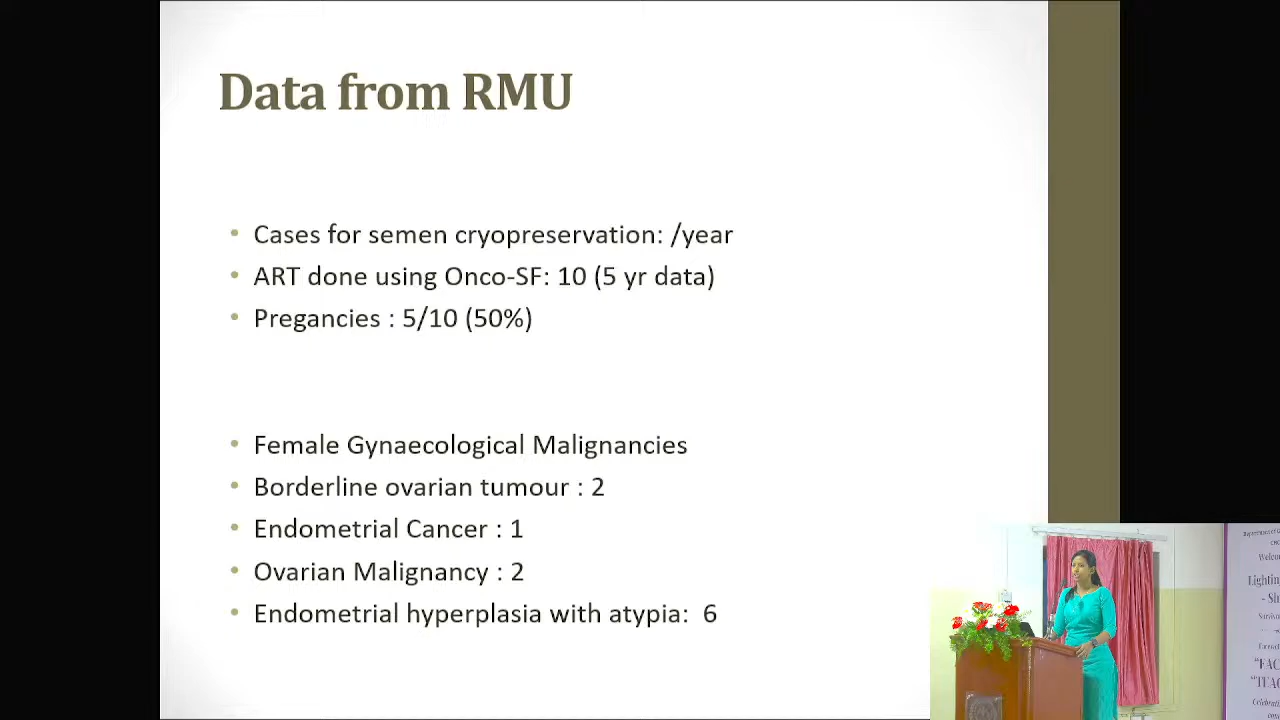 Data from RMU
• Cases for semen cryopreservation: /year
• ART done using Onco-SF: 10 (5 yr data)
• Pregancies : 5/10 (50%)
• Female Gynaecological Malignancies
• Borderline ovarian tumour : 2
• Endometrial Cancer : 1
• Ovarian Malignancy : 2
• Endometrial hyperplasia with atypia: 6
Lighting